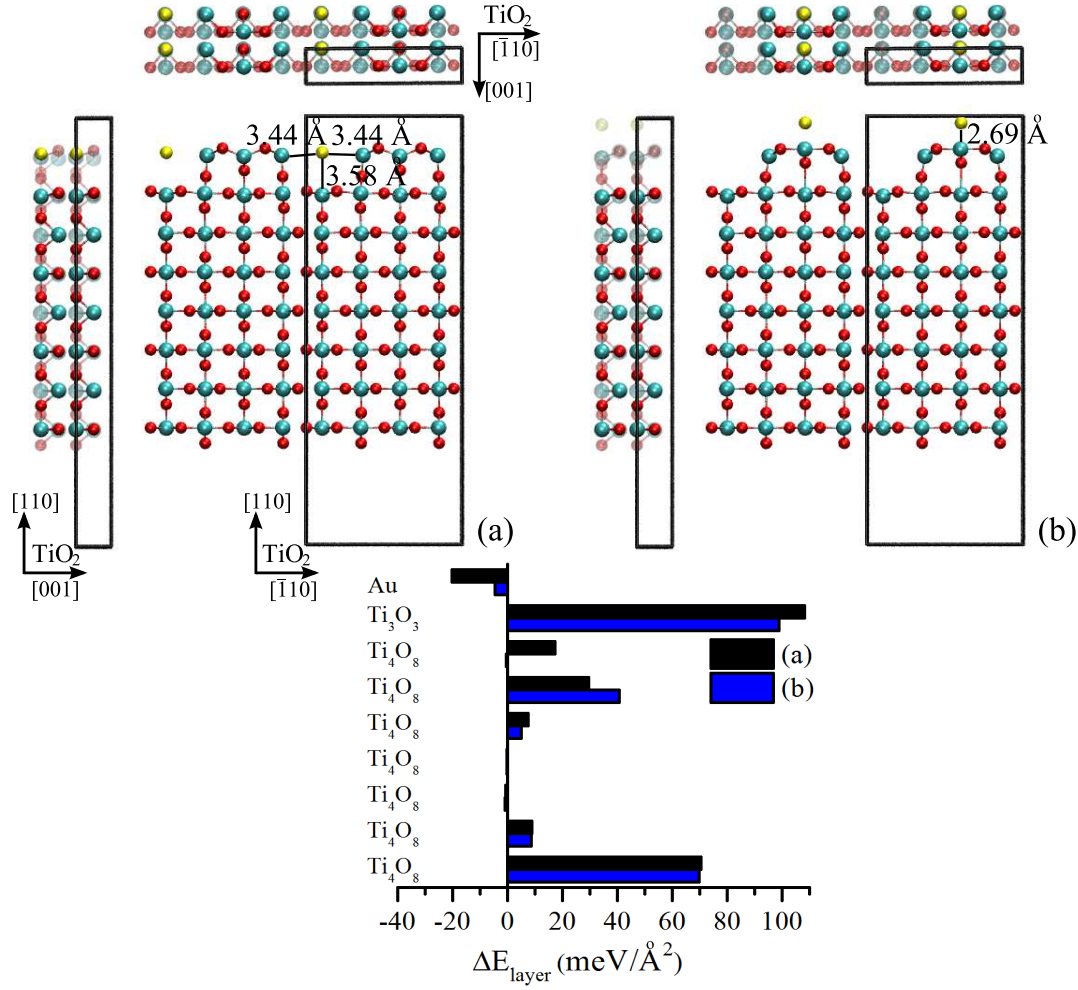 TiO₂
[1̄10]
[001]
3.44 Å 3.44 Å
3.58 Å
2.69 Å
[110]
TiO₂
[001]
[110]
TiO₂
[1̄10]
(a)
(b)
Au
Ti₃O₃
Ti₄O₈
Ti₄O₈
Ti₄O₈
Ti₄O₈
Ti₄O₈
Ti₄O₈
Ti₄O₈
(a)
(b)
-40 -20 0 20 40 60 80 100
ΔE_layer (meV/Å²)